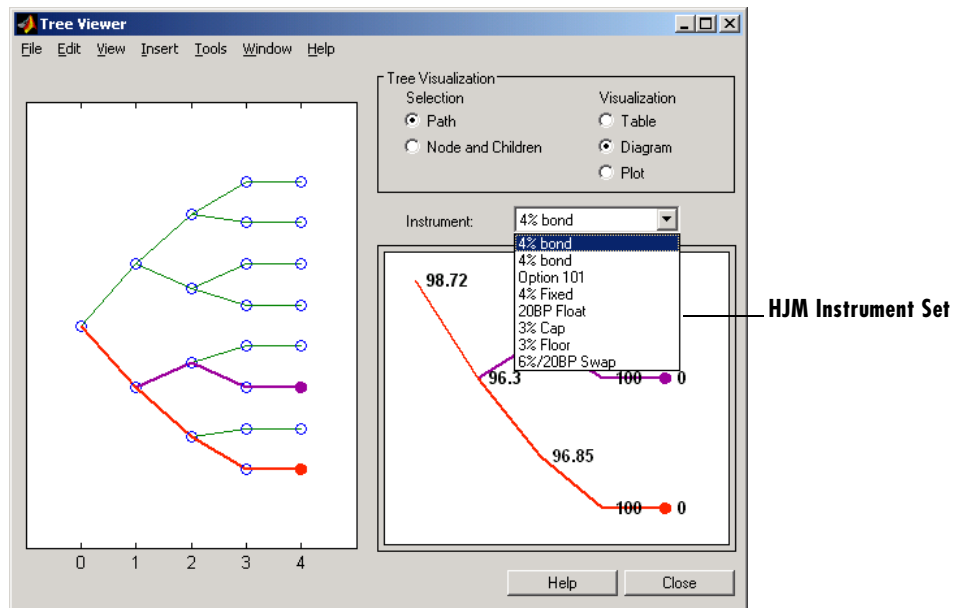 Tree Viewer
File Edit View Insert Tools Window Help
Tree Visualization
Selection Visualization
Path Table
Node and Children Diagram
Plot
Instrument: 4% bond
4% bond
4% bond
Option 101
4% Fixed
20BP Float
3% Cap
3% Floor
6%/20BP Swap
HJM Instrument Set
98.72
96.3
100 0
96.85
100 0
0 1 2 3 4
Help Close